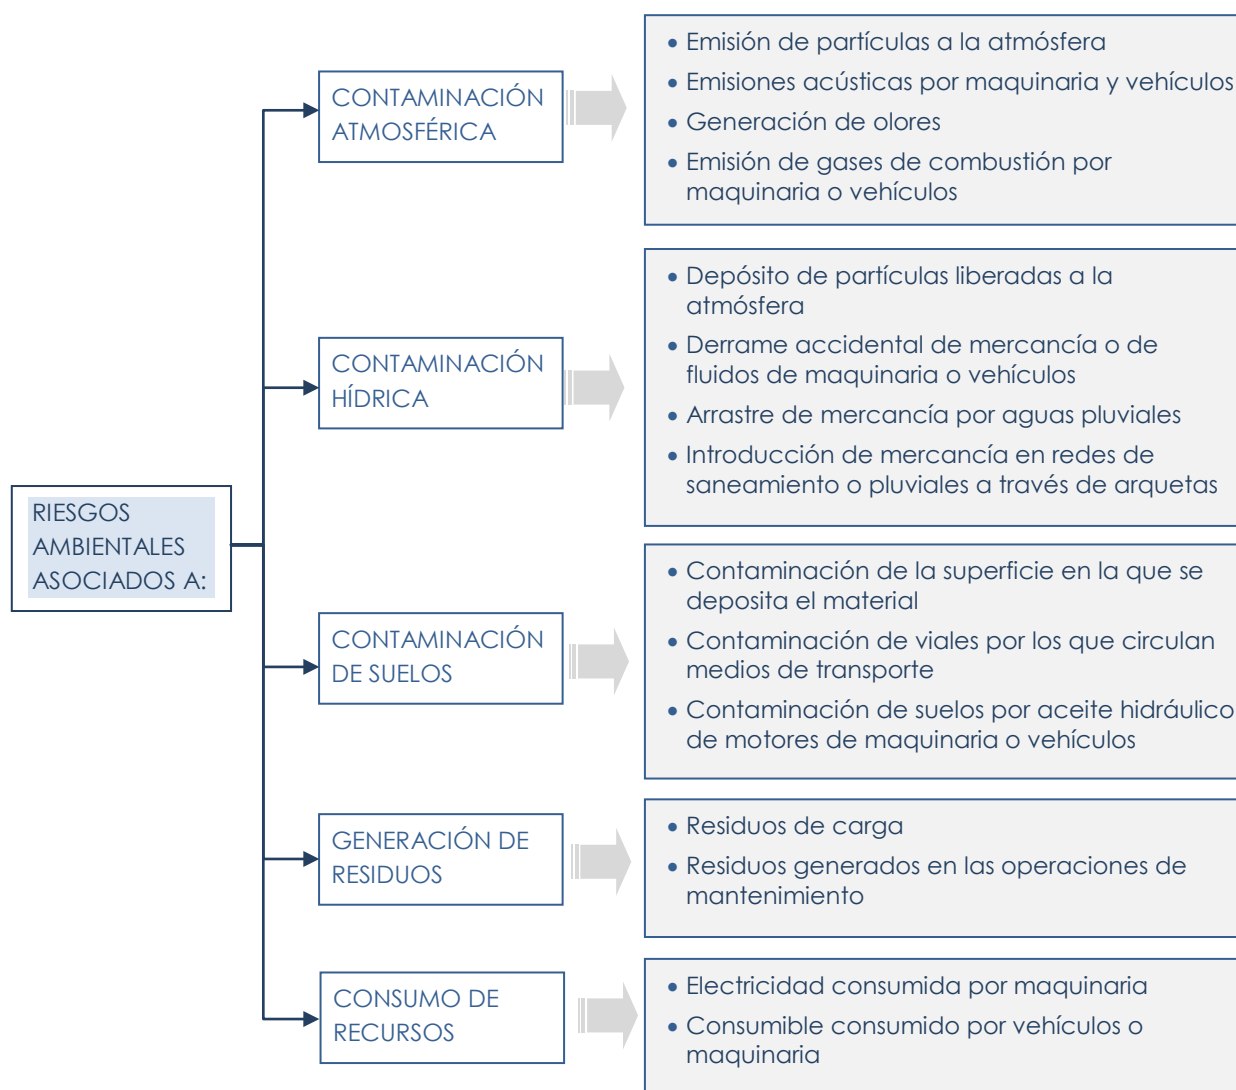 RIESGOS
AMBIENTALES
ASOCIADOS A:
CONTAMINACIÓN
ATMOSFÉRICA
• Emisión de partículas a la atmósfera
• Emisiones acústicas por maquinaria y vehículos
• Generación de olores
• Emisión de gases de combustión por
maquinaria o vehículos
CONTAMINACIÓN
HÍDRICA
• Depósito de partículas liberadas a la
atmósfera
• Derrame accidental de mercancía o de
fluidos de maquinaria o vehículos
• Arrastre de mercancía por aguas pluviales
• Introducción de mercancía en redes de
saneamiento o pluviales a través de arquetas
CONTAMINACIÓN
DE SUELOS
• Contaminación de la superficie en la que se
deposita el material
• Contaminación de viales por los que circulan
medios de transporte
• Contaminación de suelos por aceite hidráulico
de motores de maquinaria o vehículos
GENERACIÓN DE
RESIDUOS
• Residuos de carga
• Residuos generados en las operaciones de
mantenimiento
CONSUMO DE
RECURSOS
• Electricidad consumida por maquinaria
• Consumible consumido por vehículos o
maquinaria